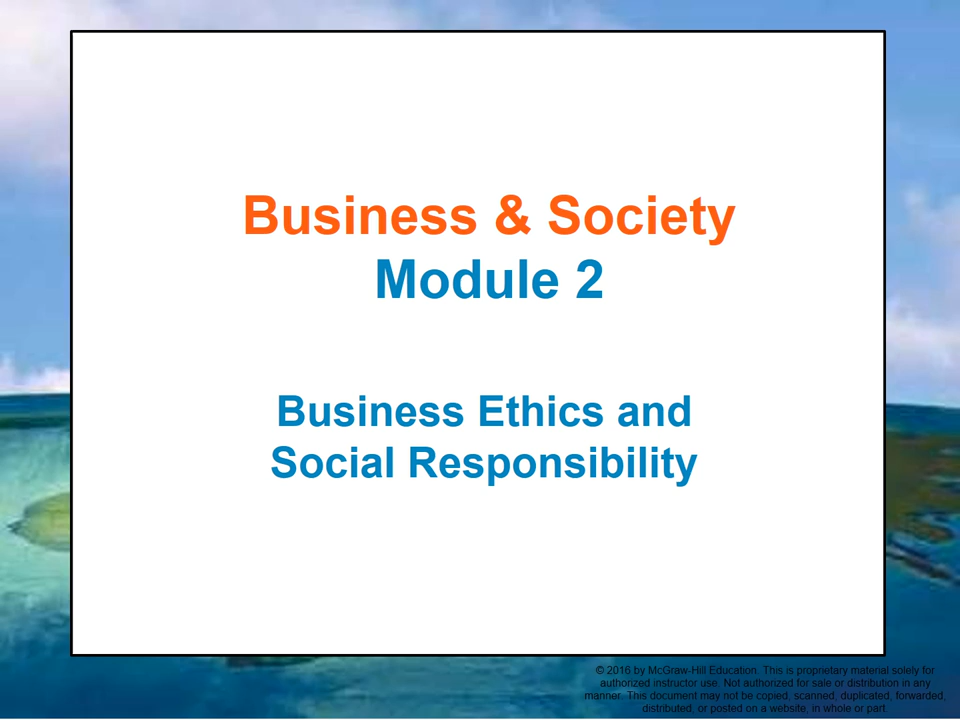 Business & Society
Module 2
Business Ethics and
Social Responsibility
© 2016 by McGraw-Hill Education. This is proprietary material solely for
authorized instructor use. Not authorized for sale or distribution in any
manner. This document may not be copied, scanned, duplicated, forwarded,
distributed, or posted on a website, in whole or part.